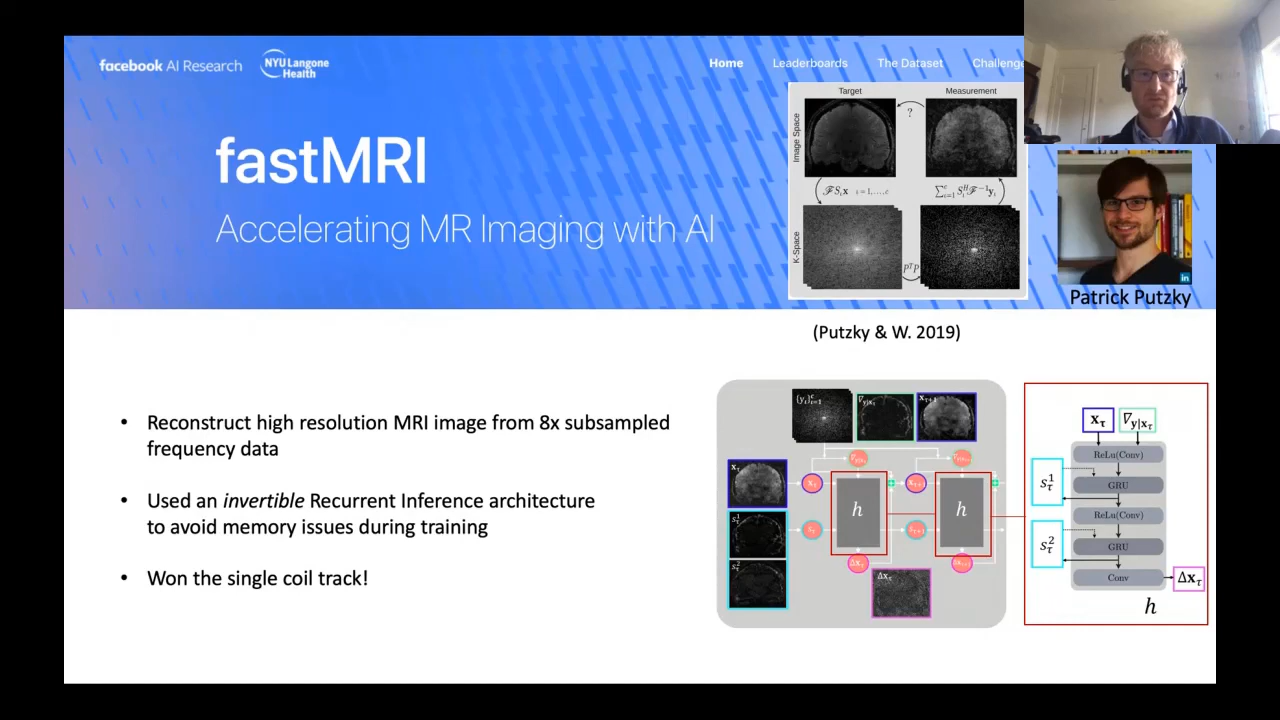 facebook AI Research
NYU Langone
Health
Home
Leaderboards
The Dataset
Challenge
fastMRI
Accelerating MR Imaging with AI
Target
Measurement
Image Space
?
K-Space
in
Patrick Putzky
(Putzky & W. 2019)
• Reconstruct high resolution MRI image from 8x subsampled
frequency data
• Used an invertible Recurrent Inference architecture
to avoid memory issues during training
• Won the single coil track!
h
h
ReLu(Conv)
GRU
ReLu(Conv)
GRU
Conv
Δxτ
h